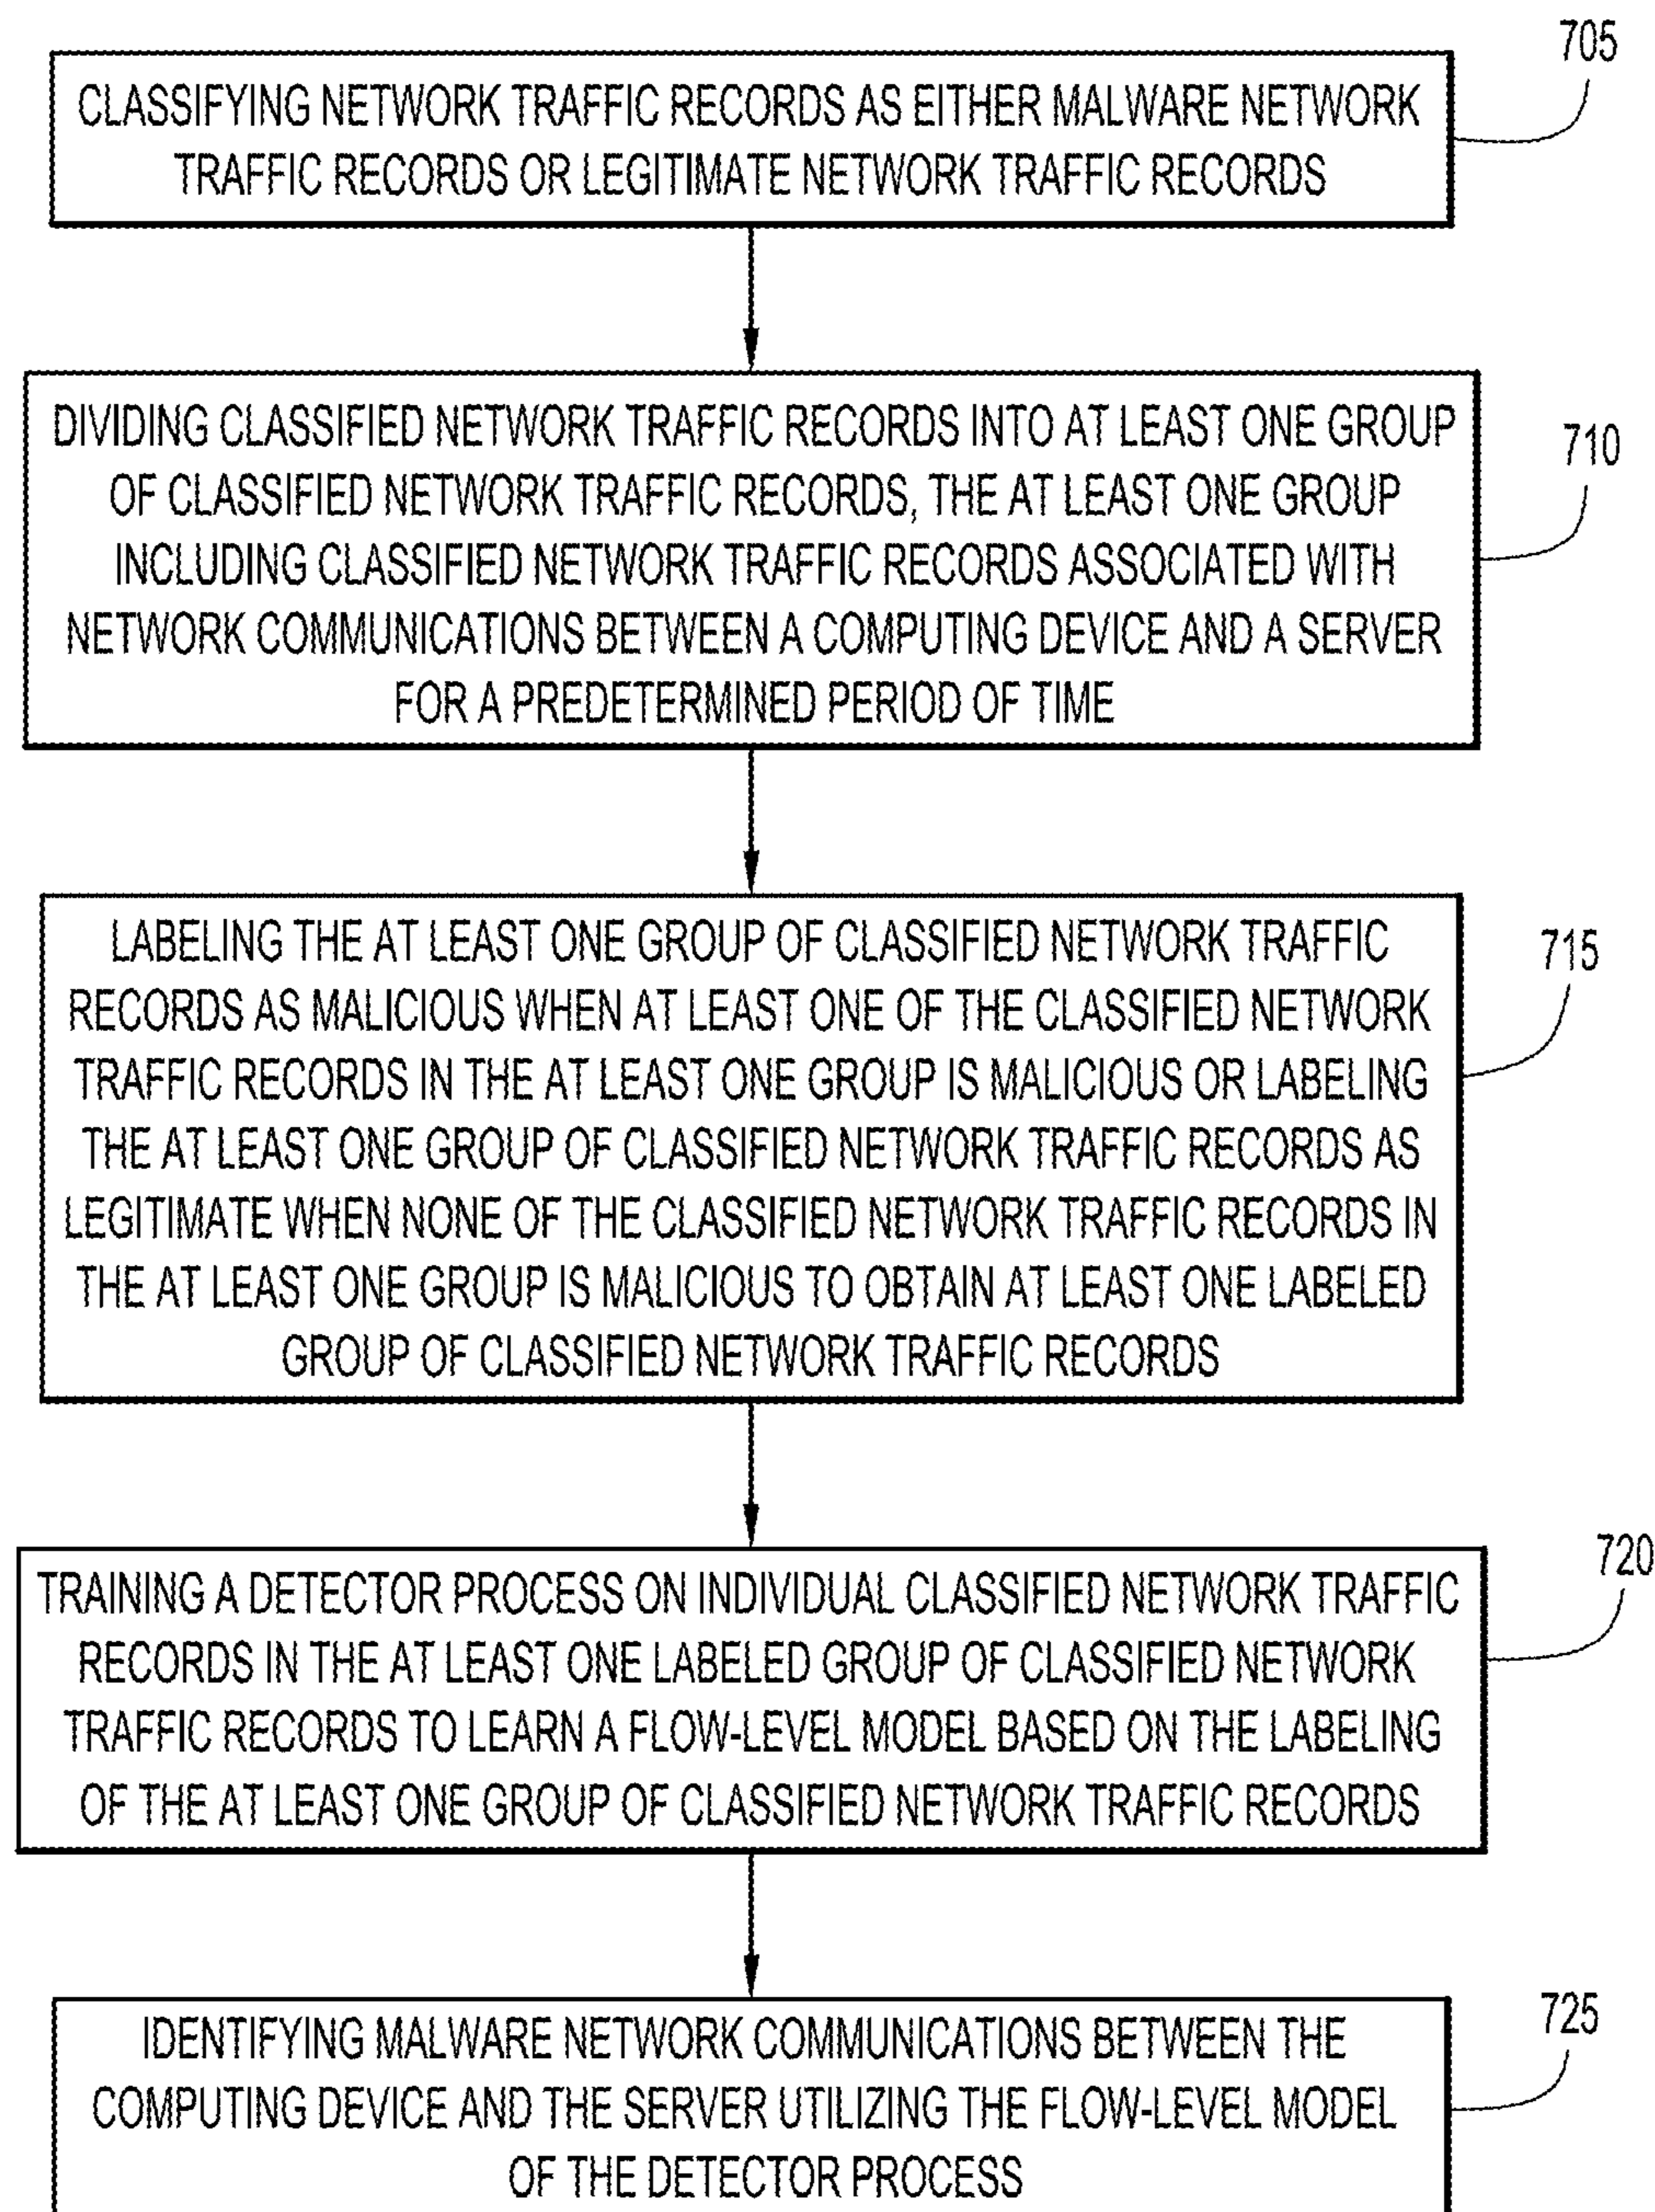 705
CLASSIFYING NETWORK TRAFFIC RECORDS AS EITHER MALWARE NETWORK
TRAFFIC RECORDS OR LEGITIMATE NETWORK TRAFFIC RECORDS
710
DIVIDING CLASSIFIED NETWORK TRAFFIC RECORDS INTO AT LEAST ONE GROUP
OF CLASSIFIED NETWORK TRAFFIC RECORDS, THE AT LEAST ONE GROUP
INCLUDING CLASSIFIED NETWORK TRAFFIC RECORDS ASSOCIATED WITH
NETWORK COMMUNICATIONS BETWEEN A COMPUTING DEVICE AND A SERVER
FOR A PREDETERMINED PERIOD OF TIME
715
LABELING THE AT LEAST ONE GROUP OF CLASSIFIED NETWORK TRAFFIC
RECORDS AS MALICIOUS WHEN AT LEAST ONE OF THE CLASSIFIED NETWORK
TRAFFIC RECORDS IN THE AT LEAST ONE GROUP IS MALICIOUS OR LABELING
THE AT LEAST ONE GROUP OF CLASSIFIED NETWORK TRAFFIC RECORDS AS
LEGITIMATE WHEN NONE OF THE CLASSIFIED NETWORK TRAFFIC RECORDS IN
THE AT LEAST ONE GROUP IS MALICIOUS TO OBTAIN AT LEAST ONE LABELED
GROUP OF CLASSIFIED NETWORK TRAFFIC RECORDS
720
TRAINING A DETECTOR PROCESS ON INDIVIDUAL CLASSIFIED NETWORK TRAFFIC
RECORDS IN THE AT LEAST ONE LABELED GROUP OF CLASSIFIED NETWORK
TRAFFIC RECORDS TO LEARN A FLOW-LEVEL MODEL BASED ON THE LABELING
OF THE AT LEAST ONE GROUP OF CLASSIFIED NETWORK TRAFFIC RECORDS
725
IDENTIFYING MALWARE NETWORK COMMUNICATIONS BETWEEN THE
COMPUTING DEVICE AND THE SERVER UTILIZING THE FLOW-LEVEL MODEL
OF THE DETECTOR PROCESS